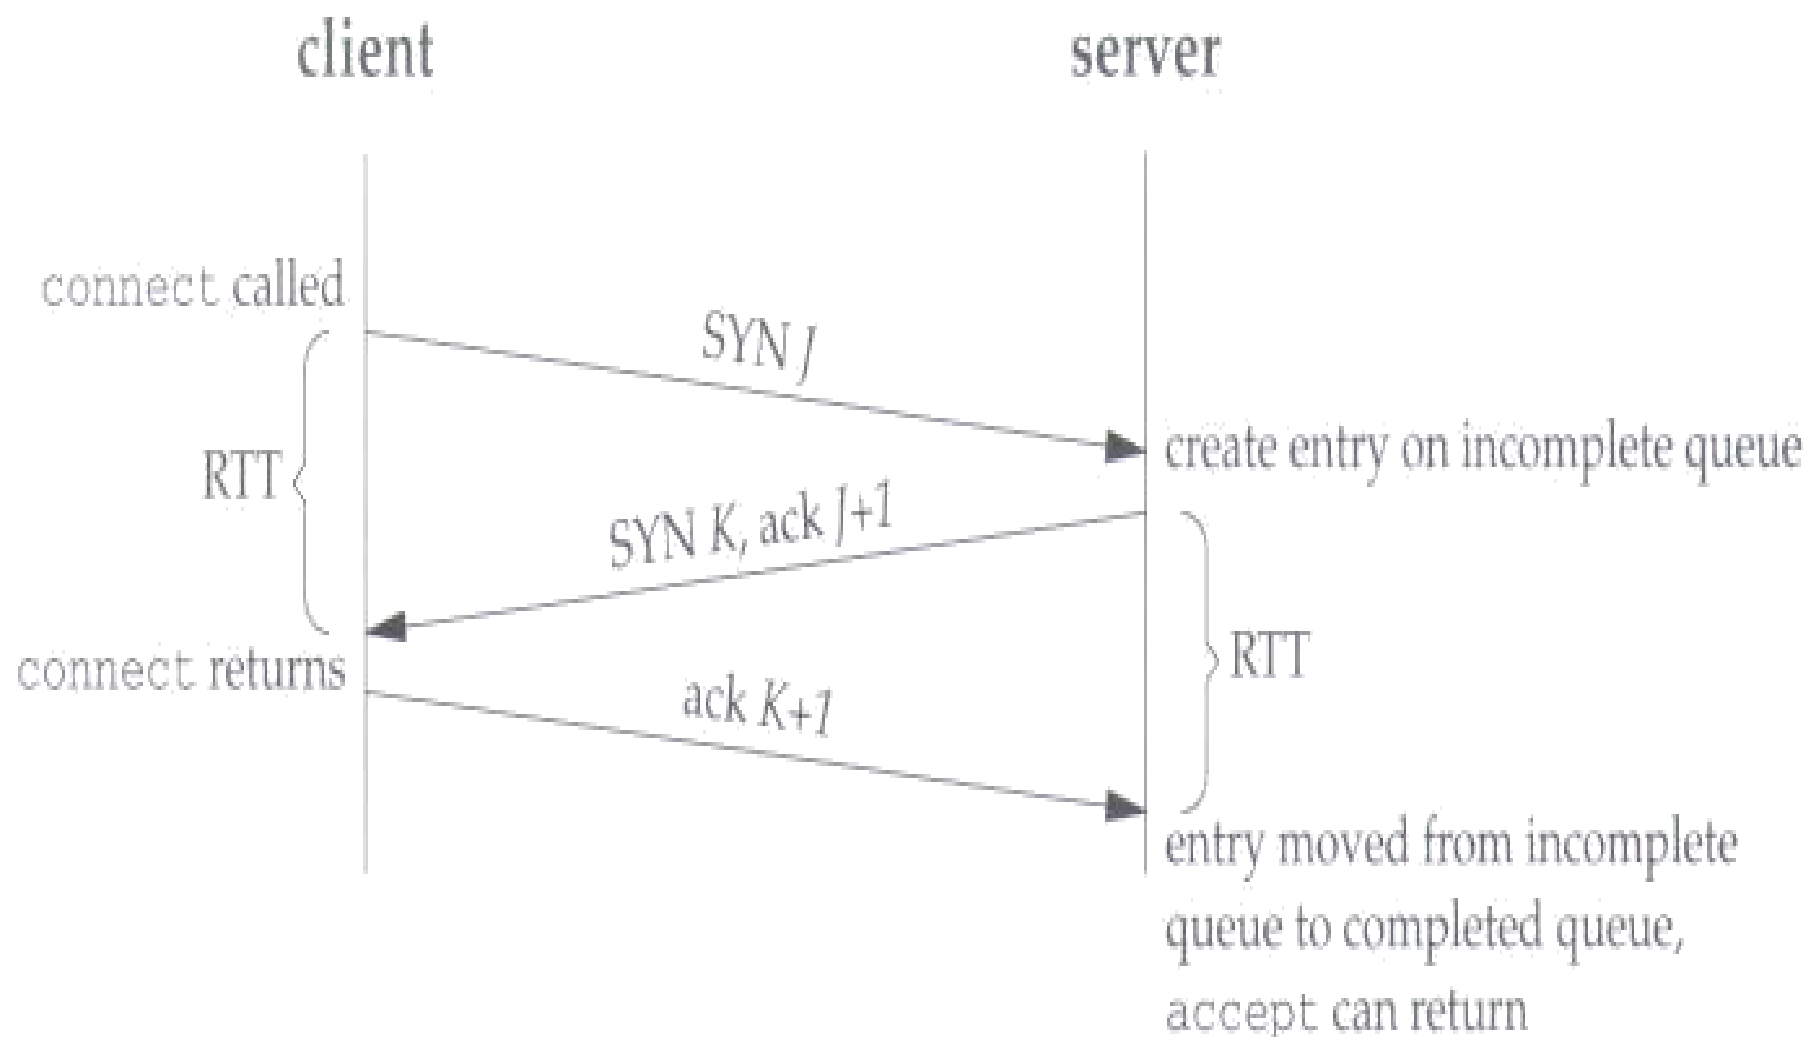 client
server
connect called
SYN J
create entry on incomplete queue
RTT
SYN K, ack J+1
RTT
connect returns
ack K+1
entry moved from incomplete
queue to completed queue,
accept can return